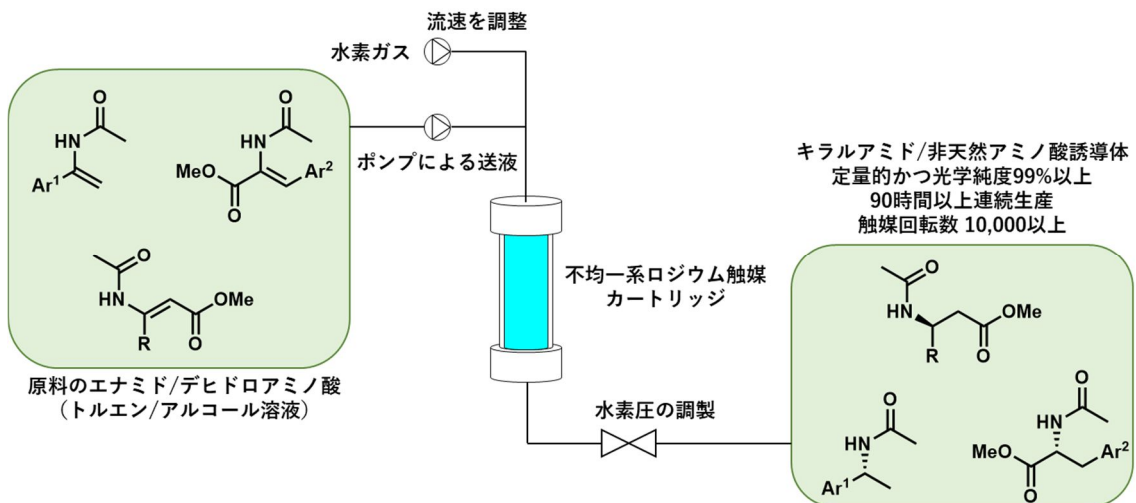 流速を調整
水素ガス
ポンプによる送液
O
HN
Ar1
O
HN
MeO
Ar2
O
O
HN
OMe
R
O
原料のエナミド/デヒドロアミノ酸
(トルエン/アルコール溶液)
不均一系ロジウム触媒
カートリッジ
水素圧の調製
キラルアミド/非天然アミノ酸誘導体
定量的かつ光学純度99%以上
90時間以上連続生産
触媒回転数 10,000以上
O
HN
OMe
R
O
O
HN
Ar1
O
HN
MeO
Ar2
O